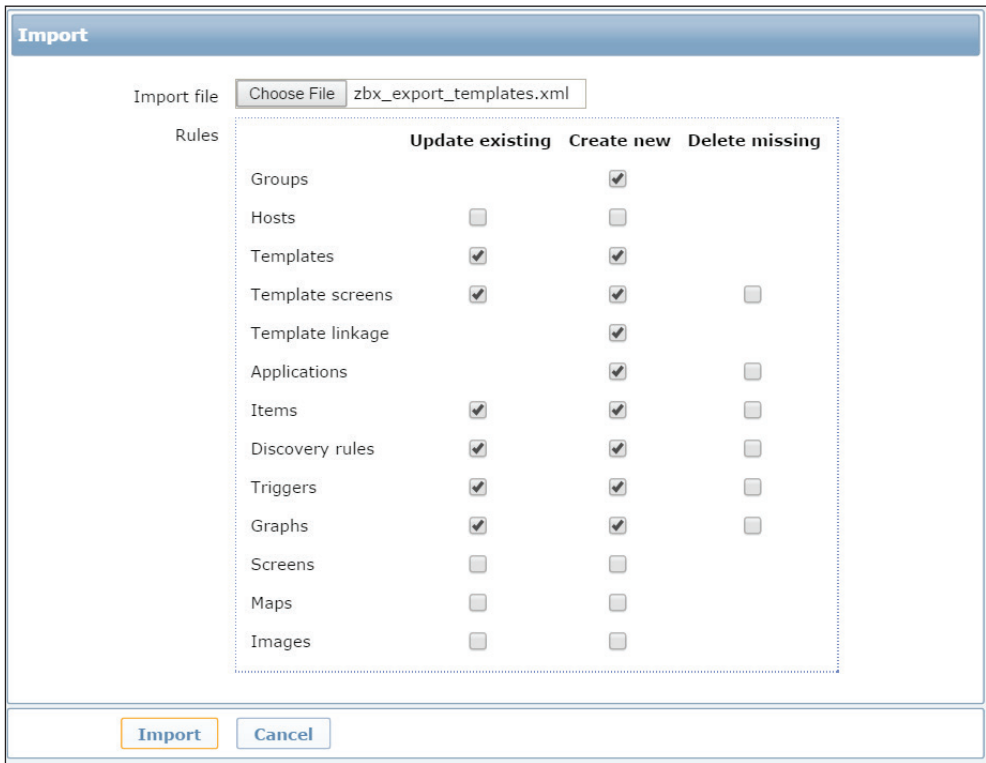 Import
Import file Choose File zbx_export_templates.xml
Rules
Update existing Create new Delete missing
Groups
Hosts
Templates
Template screens
Template linkage
Applications
Items
Discovery rules
Triggers
Graphs
Screens
Maps
Images
Import Cancel